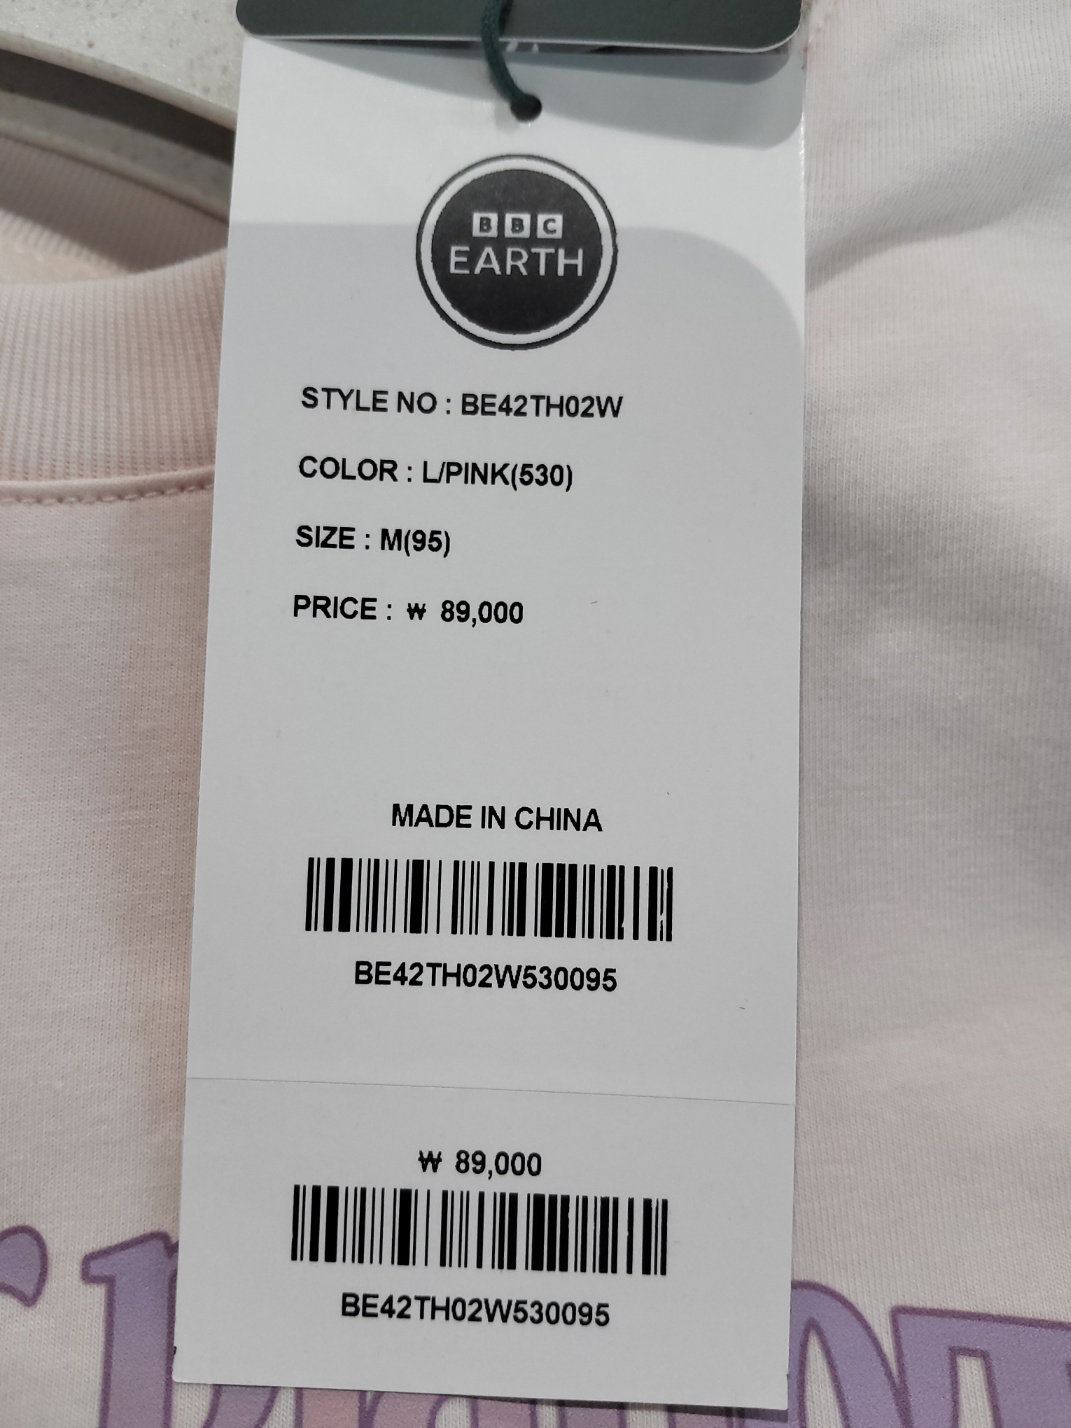 BBC
EARTH
STYLE NO : BE42TH02W
COLOR : L/PINK(530)
SIZE : M(95)
PRICE : ₩ 89,000
MADE IN CHINA
BE42TH02W530095
₩ 89,000
BE42TH02W530095